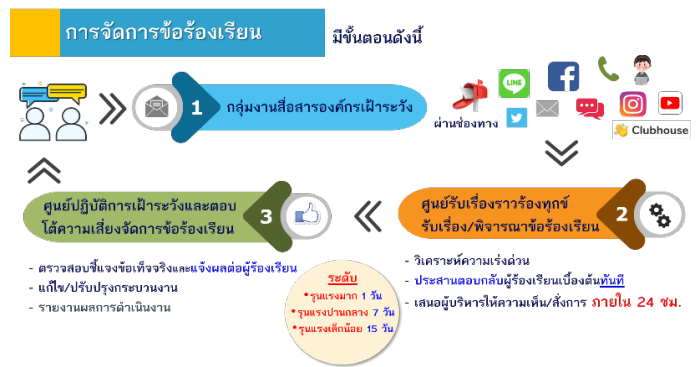 การจัดการข้อร้องเรียน
มีขั้นตอนดังนี้
1
กลุ่มงานสื่อสารองค์กรเฝ้าระวัง
LINE
ผ่านช่องทาง
Clubhouse
ศูนย์ปฏิบัติการเฝ้าระวังและตอบ
โต้ความเสี่ยงจัดการข้อร้องเรียน
3
ศูนย์รับเรื่องราวร้องทุกข์
รับเรื่อง/พิจารณาข้อร้องเรียน
2
- ตรวจสอบชี้แจงข้อเท็จจริงและแจ้งผลต่อผู้ร้องเรียน
- แก้ไข/ปรับปรุงกระบวนงาน
- รายงานผลการดำเนินงาน
ระดับ
•รุนแรงมาก 1 วัน
•รุนแรงปานกลาง 7 วัน
•รุนแรงเล็กน้อย 15 วัน
- วิเคราะห์ความเร่งด่วน
- ประสานตอบกลับผู้ร้องเรียนเบื้องต้นทันที
- เสนอผู้บริหารให้ความเห็น/สั่งการ ภายใน 24 ชม.